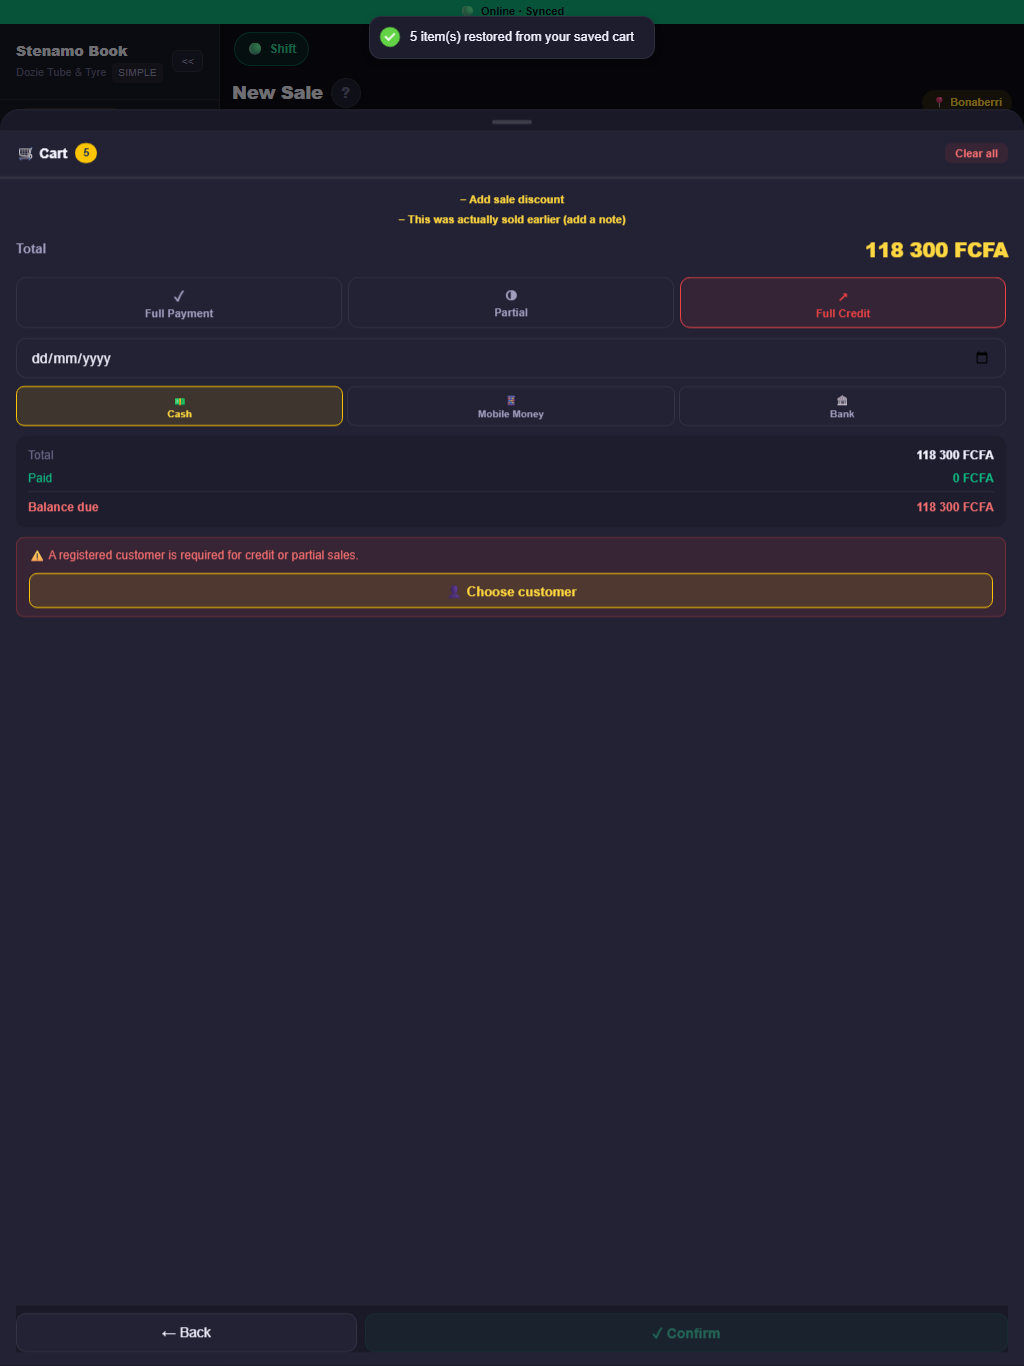 Online · Synced
5 item(s) restored from your saved cart
Stenamo Book
Dozie Tube & Tyre SIMPLE
<<
Shift
New Sale ?
Bonaberri
Cart 5
Clear all
– Add sale discount
– This was actually sold earlier (add a note)
Total 118 300 FCFA
✓ Full Payment
Partial
↗ Full Credit
dd/mm/yyyy
Cash
Mobile Money
Bank
Total 118 300 FCFA
Paid 0 FCFA
Balance due 118 300 FCFA
A registered customer is required for credit or partial sales.
Choose customer
← Back
✓ Confirm